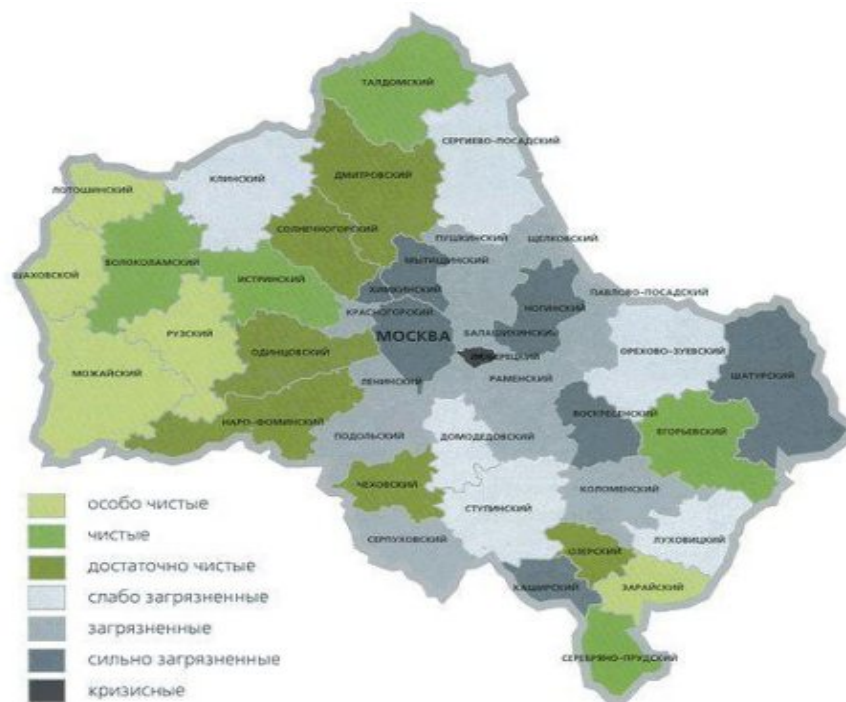 ТАЛДОМСКИЙ
СЕРГИЕВО-ПОСАДСКИЙ
КЛИНСКИЙ
ДМИТРОВСКИЙ
ЛОТОШИНСКИЙ
СОЛНЕЧНОГОРСКИЙ
ПУШКИНСКИЙ
ЩЕЛКОВСКИЙ
ШАХОВСКОЙ
ВОЛОКОЛАМСКИЙ
МЫТИЩИНСКИЙ
ИСТРИНСКИЙ
ХИМКИНСКИЙ
ПАВЛОВО-ПОСАДСКИЙ
НОГИНСКИЙ
КРАСНОГОРСКИЙ
РУЗСКИЙ
МОСКВА
БАЛАШИХИНСКИЙ
ОДИНЦОВСКИЙ
ЛЮБЕРЕЦКИЙ
ОРЕХОВО-ЗУЕВСКИЙ
МОЖАЙСКИЙ
ЛЕНИНСКИЙ
РАМЕНСКИЙ
ШАТУРСКИЙ
ВОСКРЕСЕНСКИЙ
НАРО-ФОМИНСКИЙ
ЕГОРЬЕВСКИЙ
ПОДОЛЬСКИЙ
ДОМОДЕДОВСКИЙ
ЧЕХОВСКИЙ
КОЛОМЕНСКИЙ
СТУПИНСКИЙ
СЕРПУХОВСКИЙ
ЛУХОВИЦКИЙ
ОЗЕРСКИЙ
КАШИРСКИЙ
ЗАРАЙСКИЙ
СЕРЕБРЯНО-ПРУДСКИЙ
особо чистые
чистые
достаточно чистые
слабо загрязненные
загрязненные
сильно загрязненные
кризисные